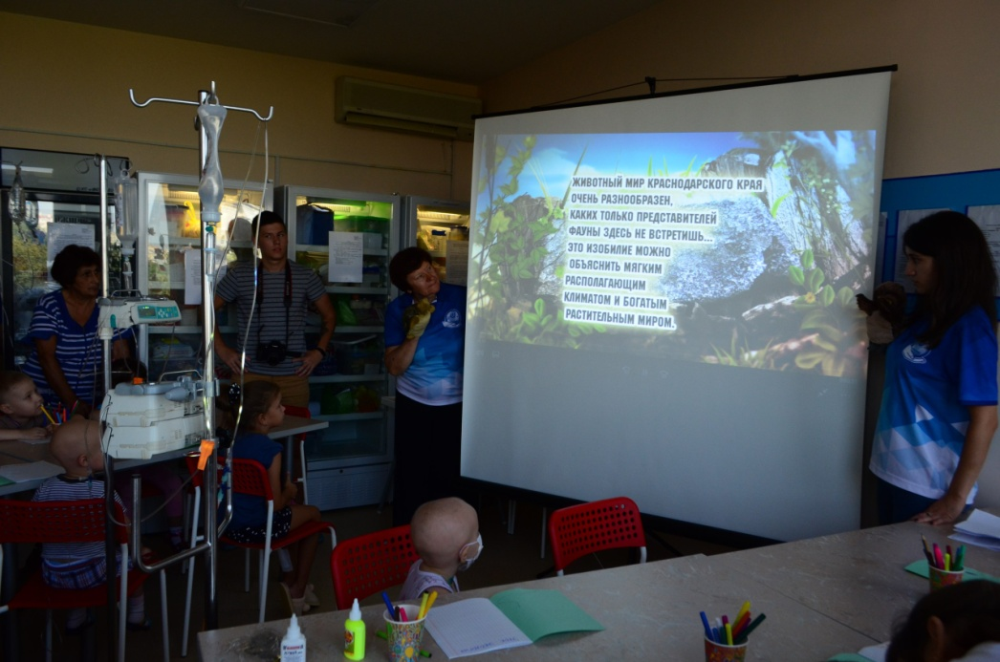 ЖИВОТНЫЙ МИР КРАСНОДАРСКОГО КРАЯ
ОЧЕНЬ РАЗНООБРАЗЕН,
КАКИХ ТОЛЬКО ПРЕДСТАВИТЕЛЕЙ
ФАУНЫ ЗДЕСЬ НЕ ВСТРЕТИШЬ...
ЭТО ИЗОБИЛИЕ МОЖНО
ОБЪЯСНИТЬ МЯГКИМ
РАСПОЛАГАЮЩИМ
КЛИМАТОМ И БОГАТЫМ
РАСТИТЕЛЬНЫМ МИРОМ.